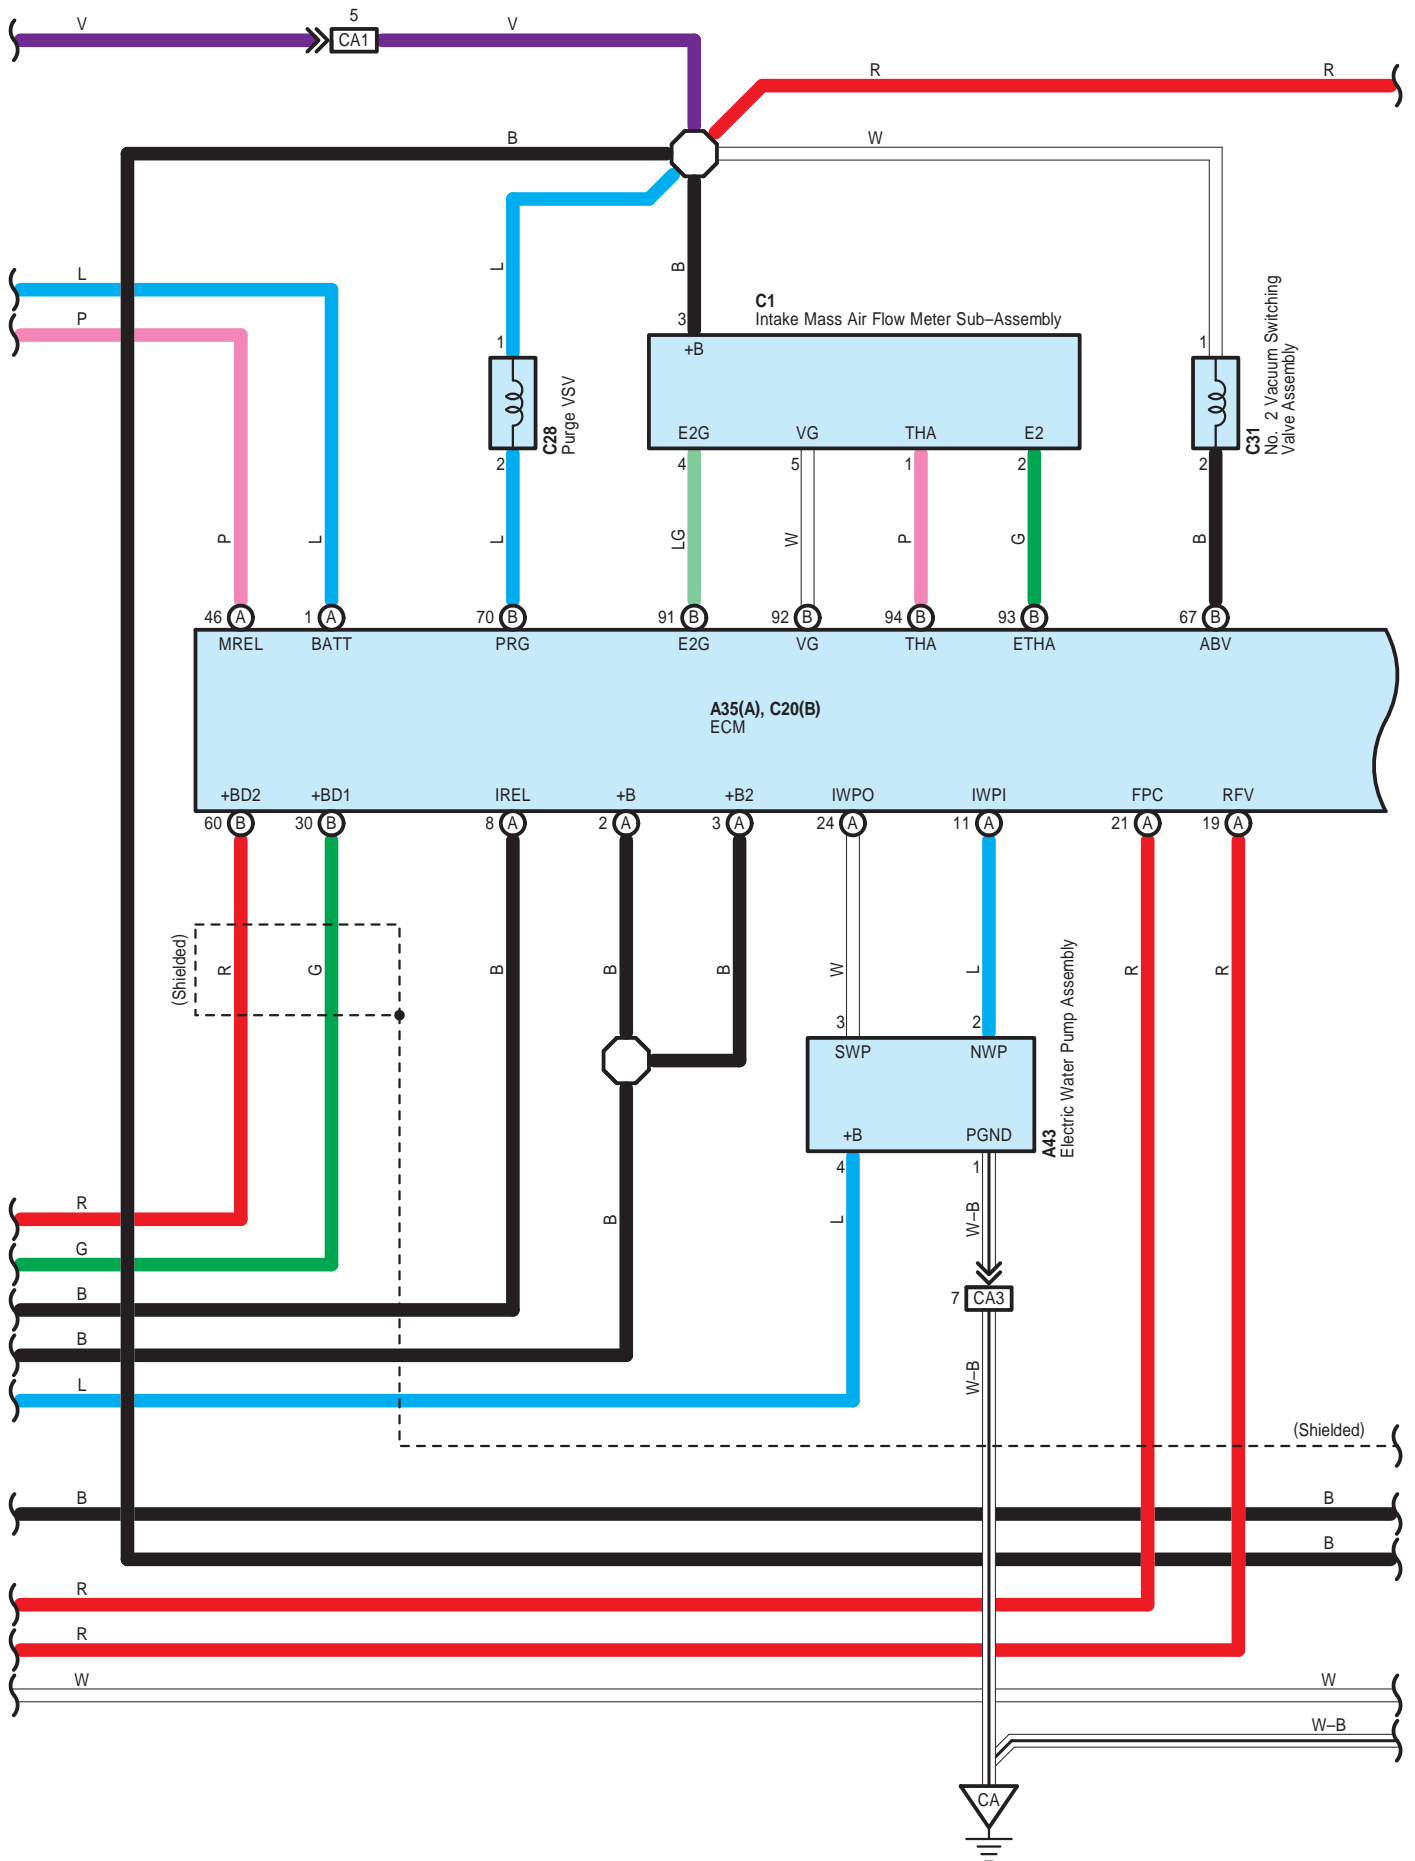 5
V
CA1
V
R
R
B
W
L
P
L
B
C1
Intake Mass Air Flow Meter Sub–Assembly
3
+B
1
C28
Purge VSV
2
E2G
VG
THA
E2
4
5
1
2
1
C31
No. 2 Vacuum Switching
Valve Assembly
2
P
L
L
LG
W
P
G
B
46 A
1 A
70 B
91 B
92 B
94 B
93 B
67 B
MREL
BATT
PRG
E2G
VG
THA
ETHA
ABV
A35(A), C20(B)
ECM
+BD2
+BD1
IREL
+B
+B2
IWPO
IWPI
FPC
RFV
60 B
30 B
8 A
2 A
3 A
24 A
11 A
21 A
19 A
(Shielded)
R
G
B
B
B
W
L
R
R
3
2
SWP
NWP
+B
PGND
A43
Electric Water Pump Assembly
4
1
R
G
B
B
L
B
L
W–B
7 CA3
W–B
(Shielded)
B
B
B
R
R
W
W
W–B
CA